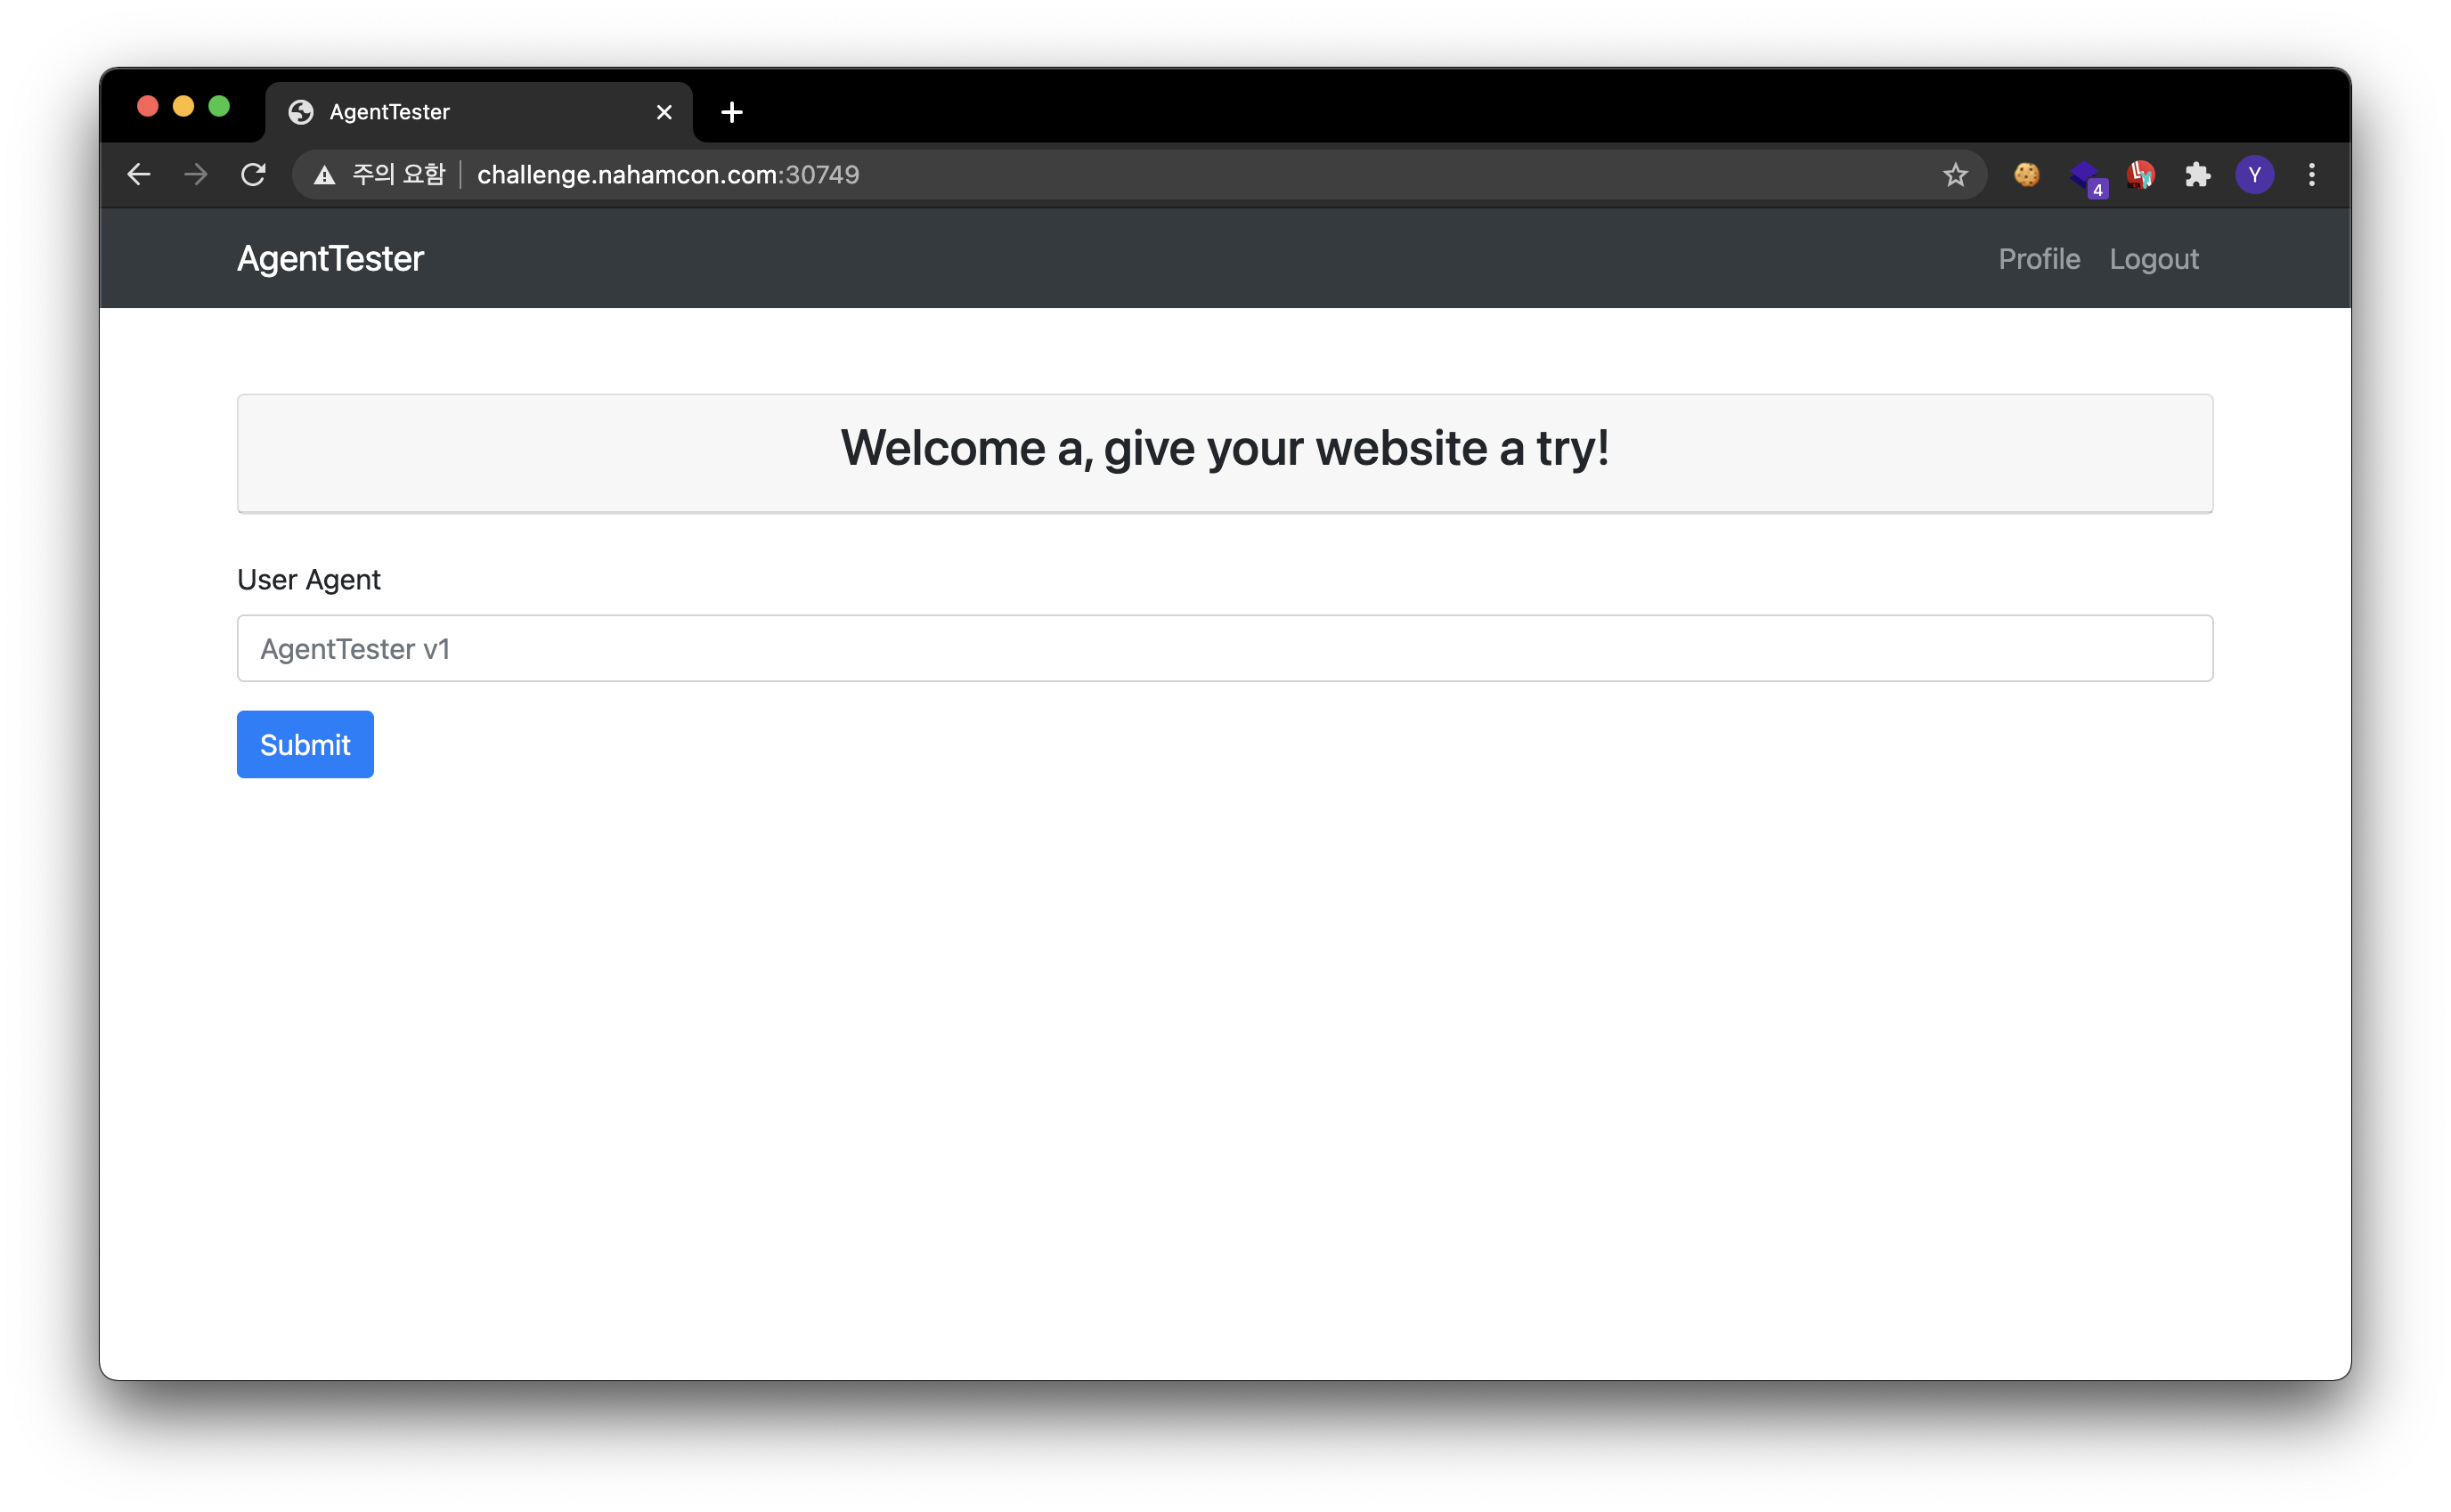 AgentTester
주의 요함 challenge.nahamcon.com:30749
4
BETA
Y
AgentTester Profile Logout
Welcome a, give your website a try!
User Agent
AgentTester v1
Submit